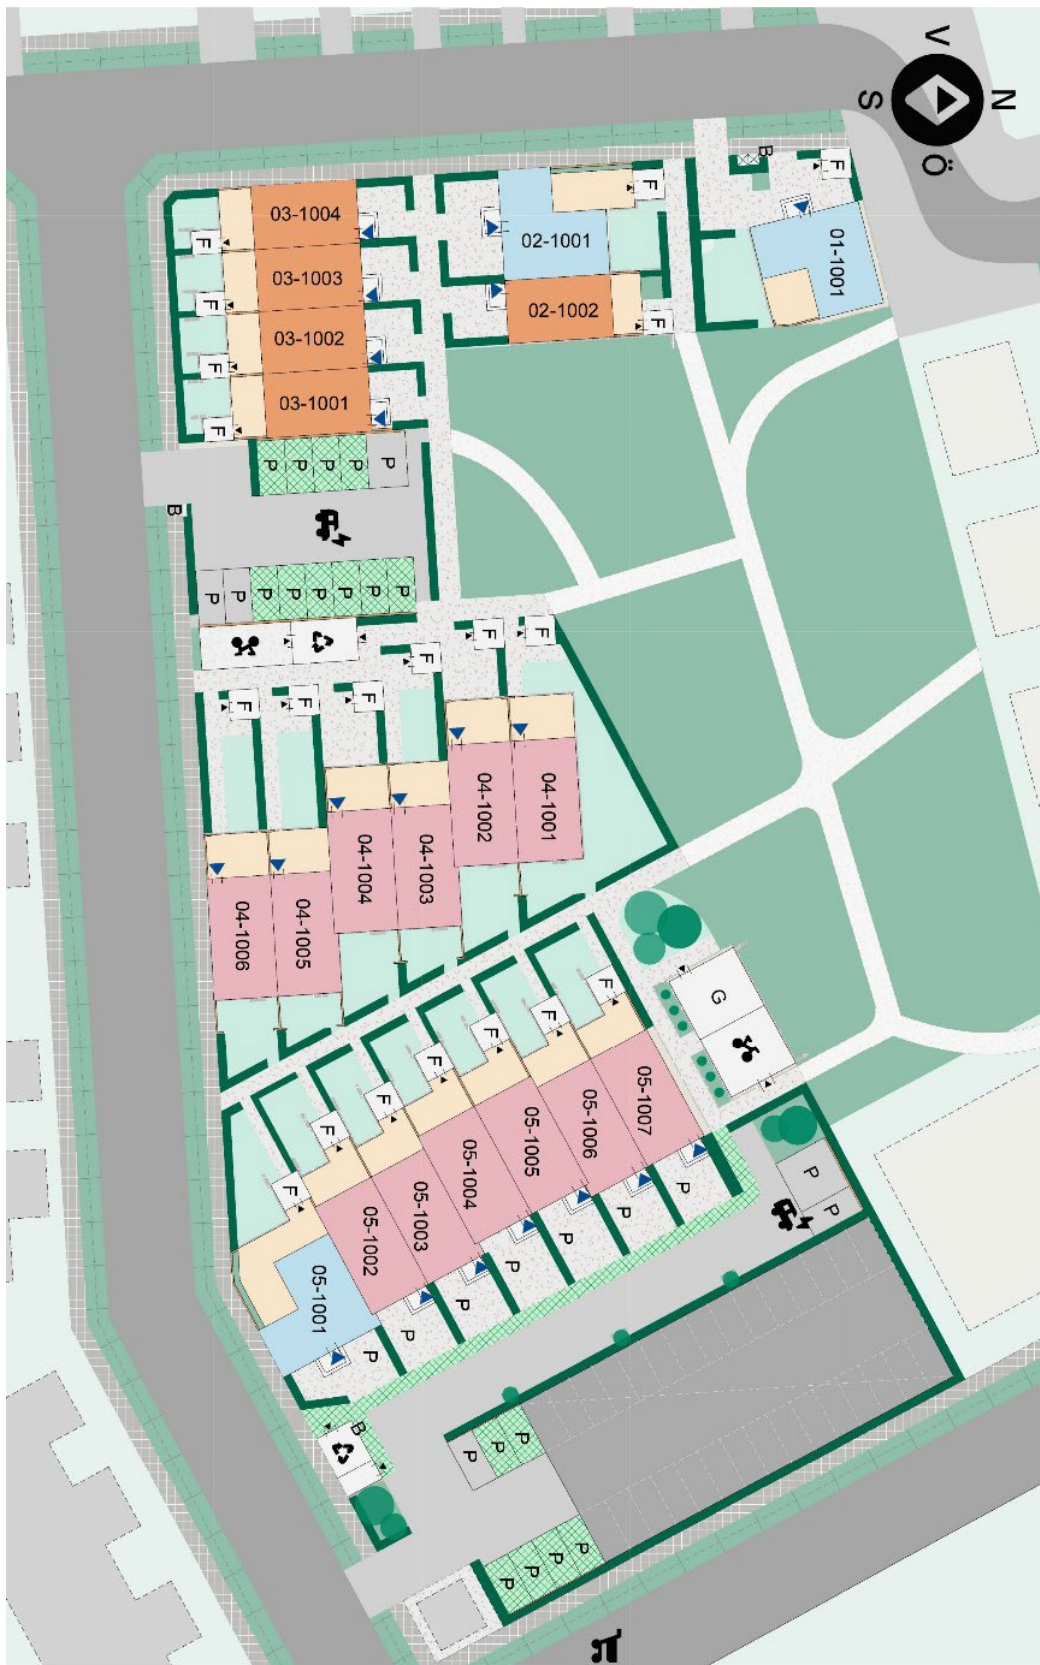 V
N
S
Ö
B
F
01-1001
F
02-1001
02-1002
F
03-1004
03-1003
03-1002
03-1001
F
F
F
F
P
P
P
P
P
B
P
P
P
P
P
P
P
P
F
F
F
F
F
F
04-1001
04-1002
04-1003
04-1004
04-1005
04-1006
G
F
F
F
F
F
F
F
05-1007
05-1006
05-1005
05-1004
05-1003
05-1002
05-1001
P
P
P
P
P
P
P
P
P
B
P
P
P
P
P
P
P